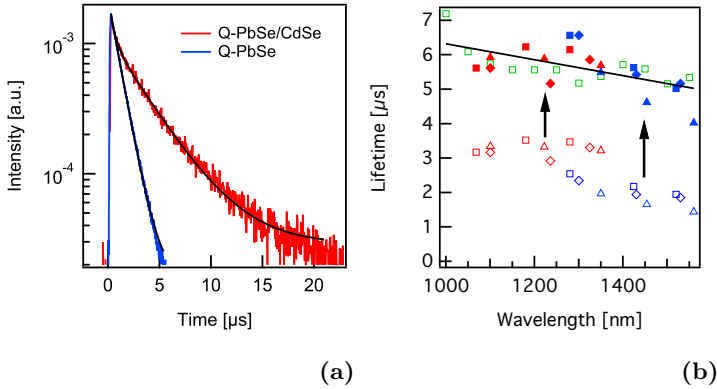 Intensity [a.u.]
10⁻³
10⁻⁴
Q-PbSe/CdSe
Q-PbSe
0 5 10 15 20
Time [µs]
(a)
Lifetime [µs]
7
6
5
4
3
2
1
0
1000 1200 1400
Wavelength [nm]
(b)